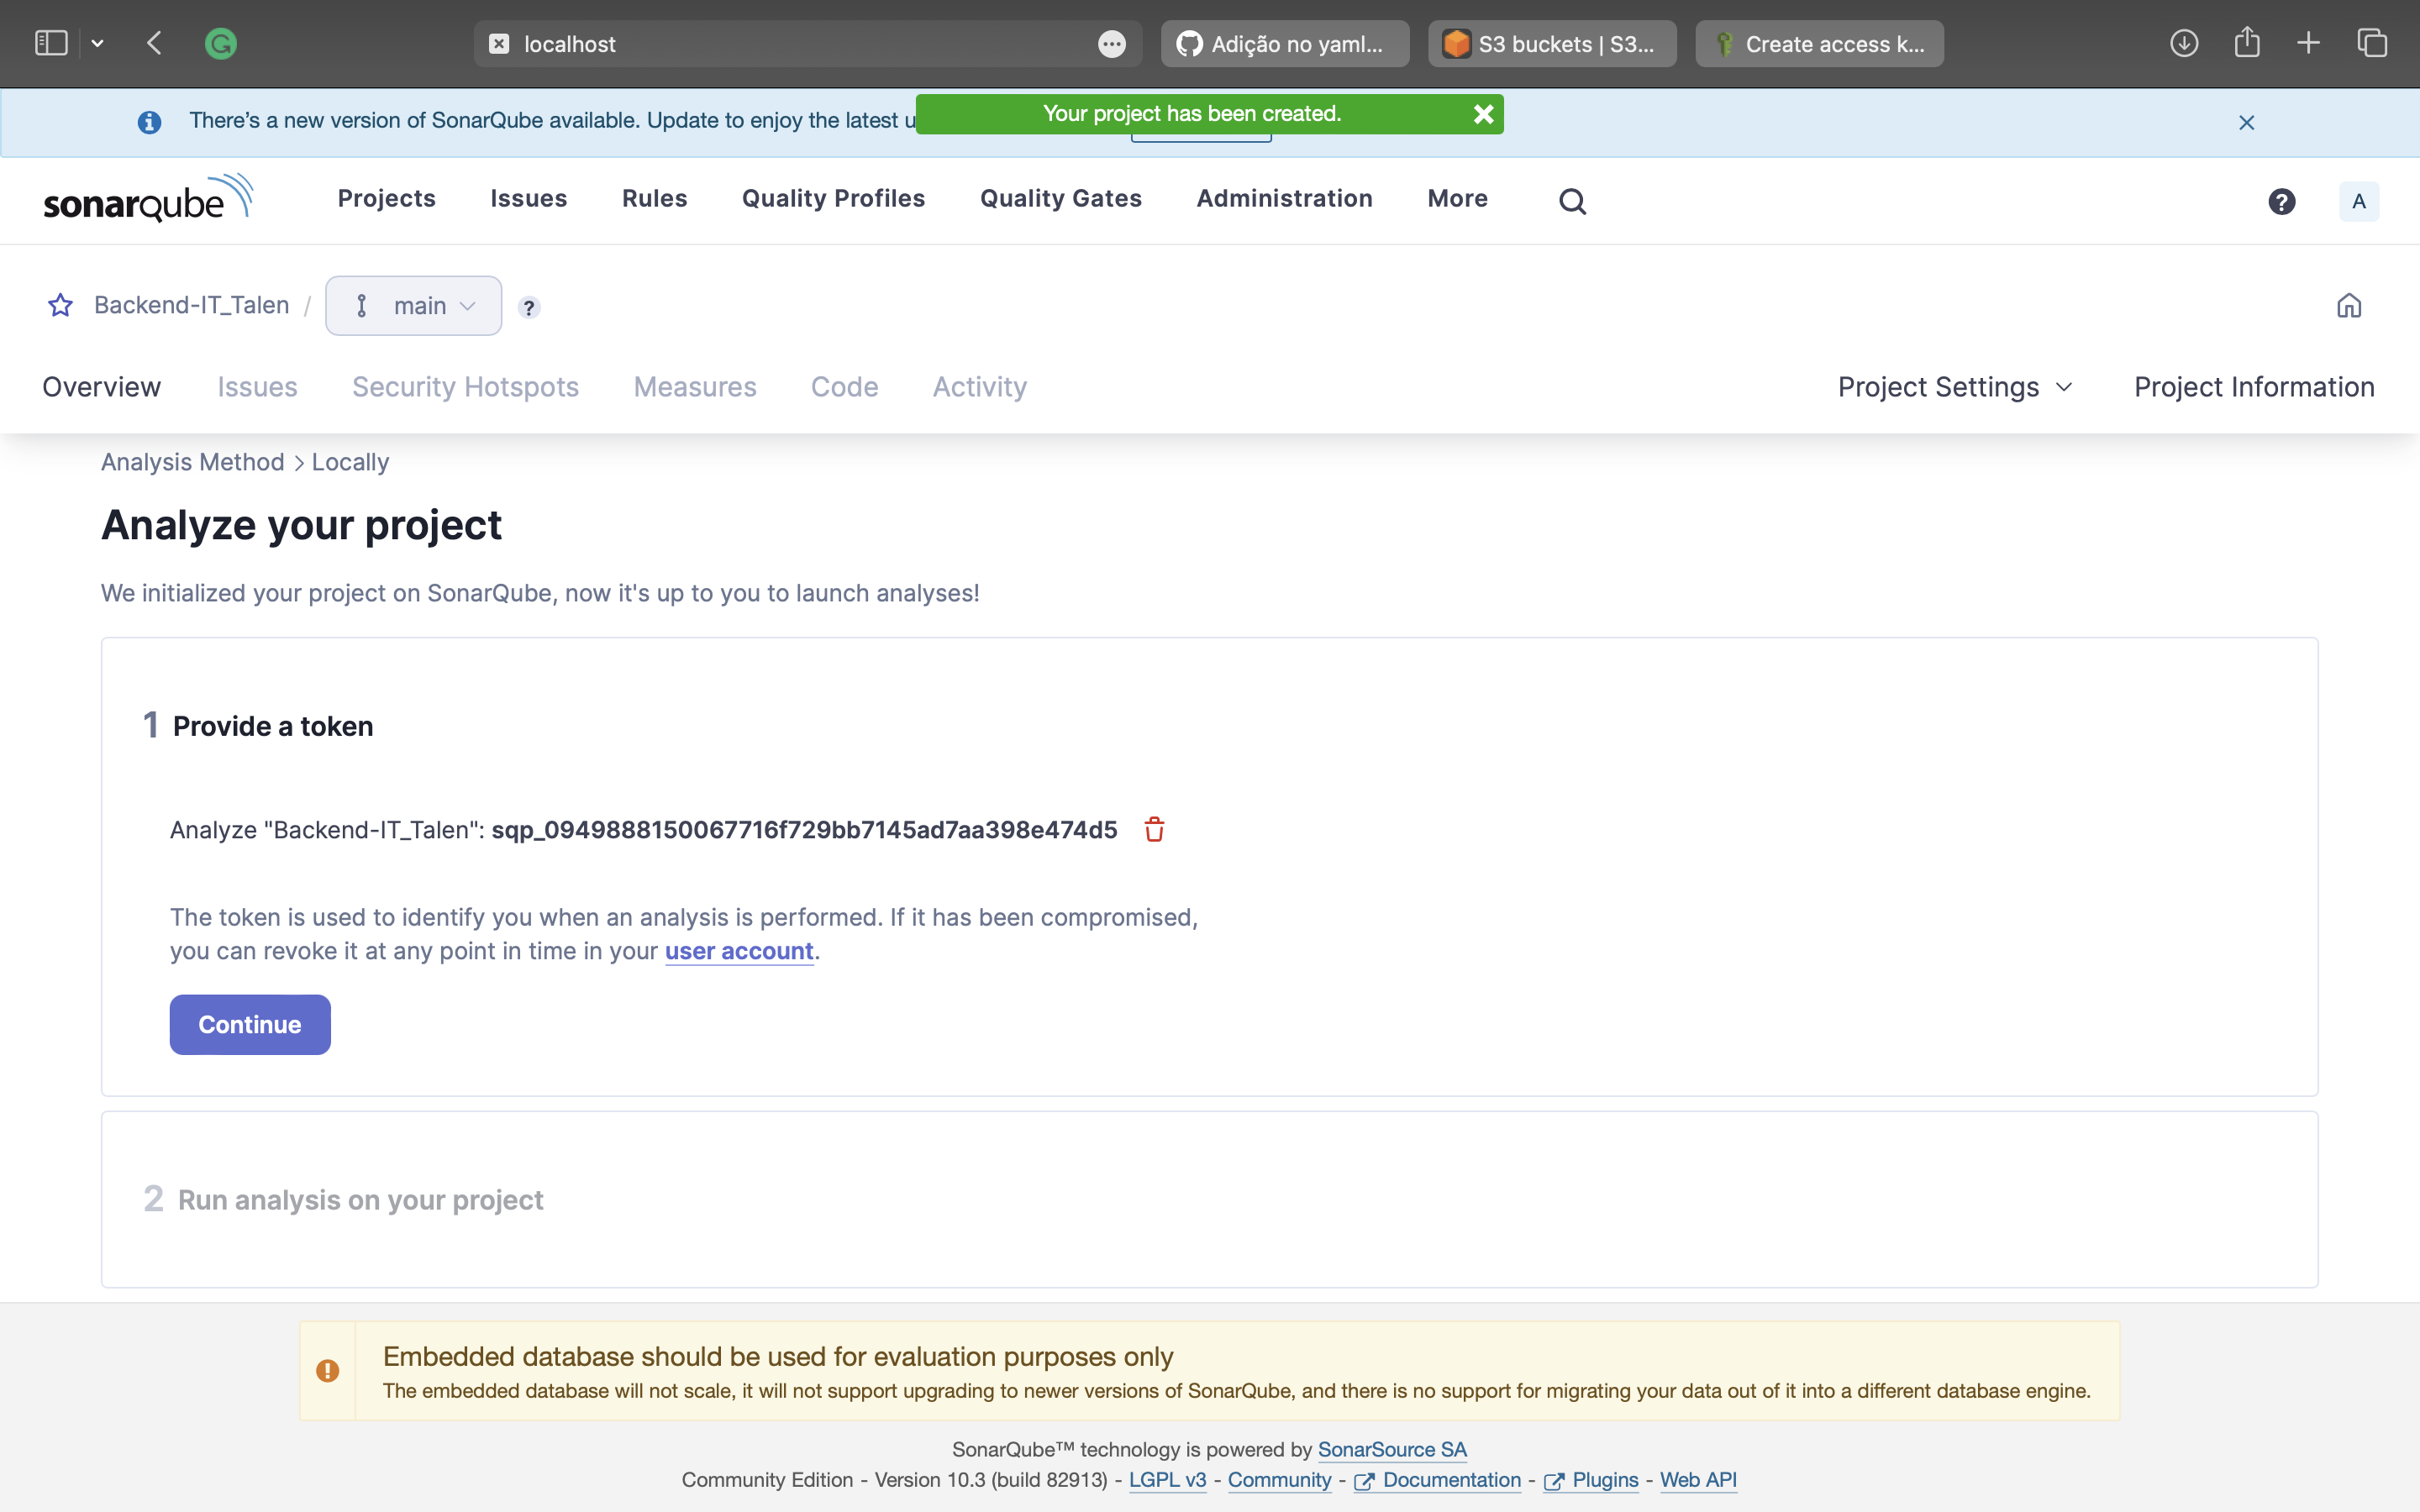 localhost
Adição no yaml...
S3 buckets | S3...
Create access k...
There's a new version of SonarQube available. Update to enjoy the latest u
Your project has been created.
sonarqube
Projects
Issues
Rules
Quality Profiles
Quality Gates
Administration
More
A
Backend-IT_Talen / main
Overview
Issues
Security Hotspots
Measures
Code
Activity
Project Settings
Project Information
Analysis Method > Locally
Analyze your project
We initialized your project on SonarQube, now it's up to you to launch analyses!
1 Provide a token
Analyze "Backend-IT_Talen": sqp_0949888150067716f729bb7145ad7aa398e474d5
The token is used to identify you when an analysis is performed. If it has been compromised,
you can revoke it at any point in time in your user account.
Continue
2 Run analysis on your project
Embedded database should be used for evaluation purposes only
The embedded database will not scale, it will not support upgrading to newer versions of SonarQube, and there is no support for migrating your data out of it into a different database engine.
SonarQube™ technology is powered by SonarSource SA
Community Edition - Version 10.3 (build 82913) - LGPL v3 - Community - Documentation - Plugins - Web API